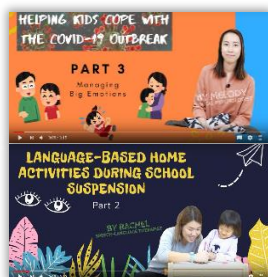 HELPING KIDS COPE WITH
THE COVID-19 OUTBREAK
PART 3
Managing
Big Emotions
MELODY
LANGUAGE-BASED HOME
ACTIVITIES DURING SCHOOL
SUSPENSION
Part 2
BY RACHEL